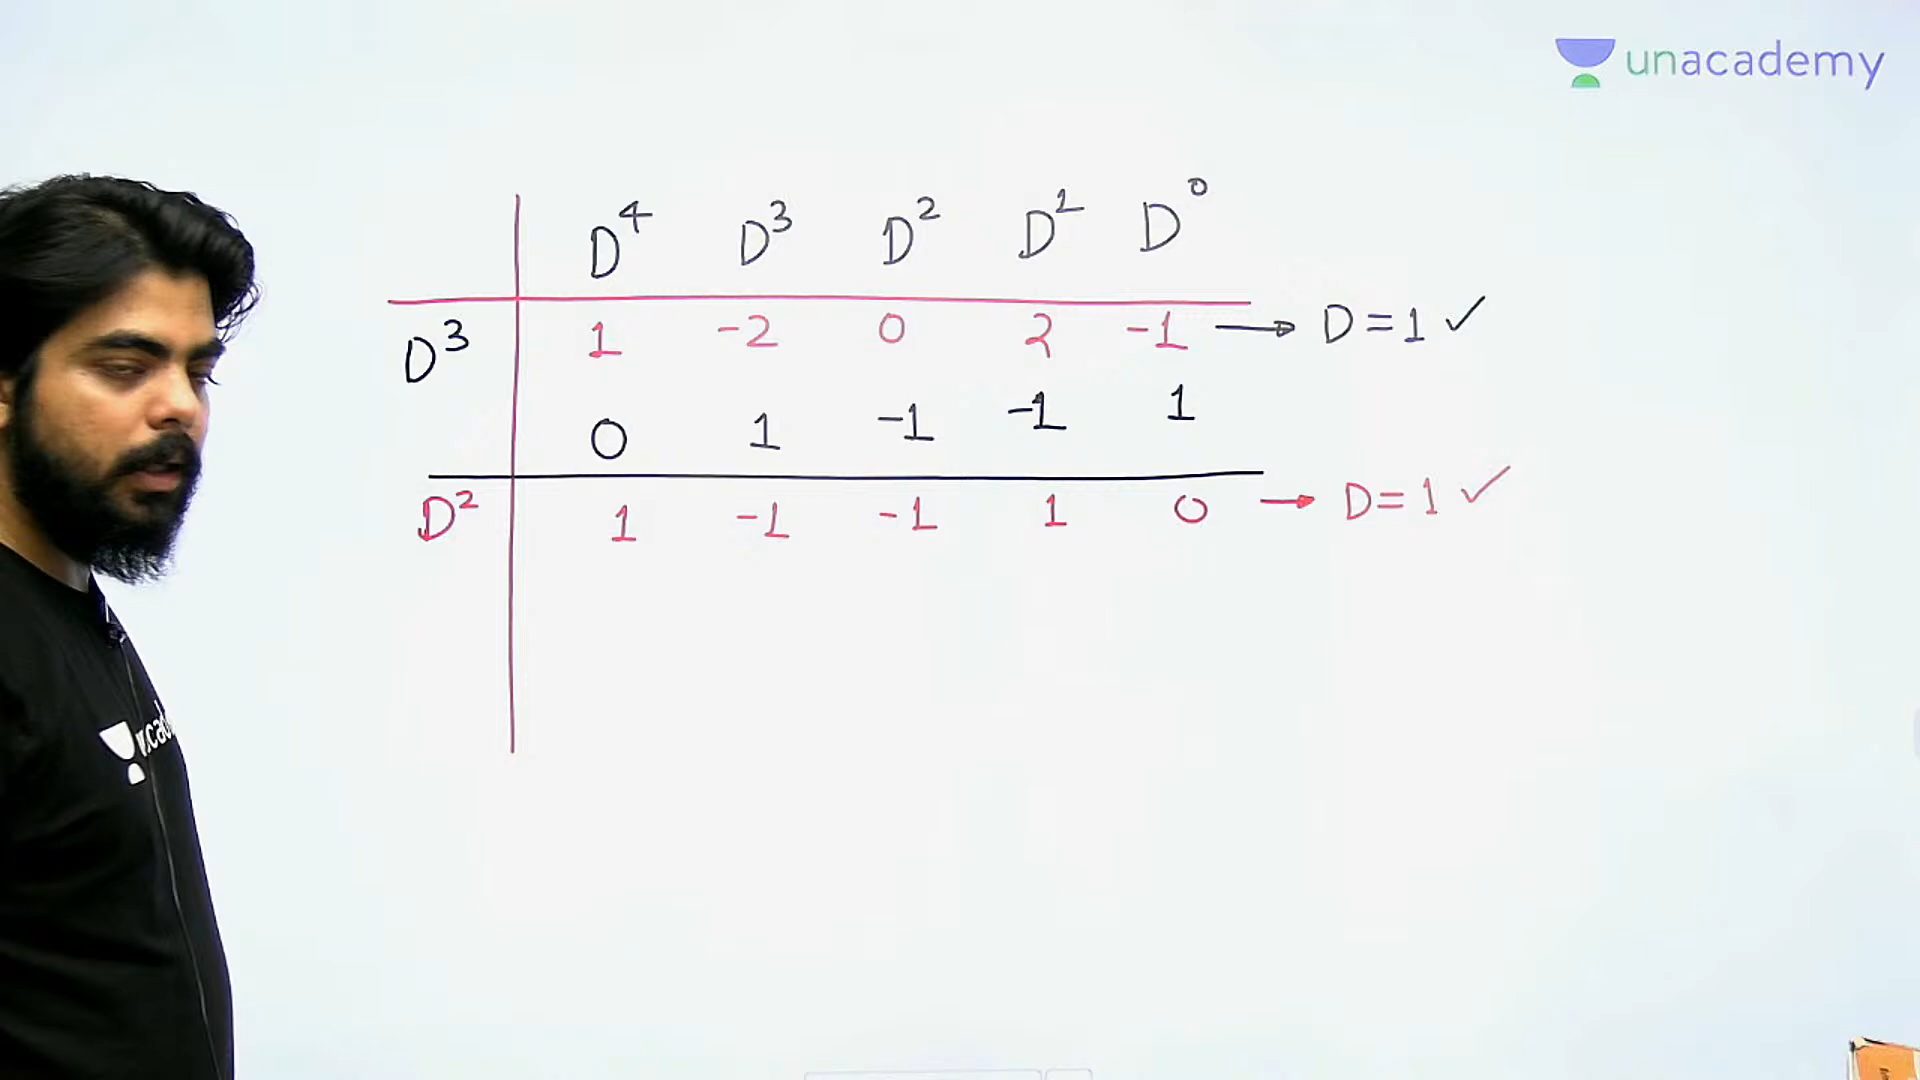 unacademy
D⁴ D³ D² D¹ D⁰
D³ 1 -2 0 2 -1 → D=1 ✓
0 1 -1 -1 1
D² 1 -1 -1 1 0 → D=1 ✓